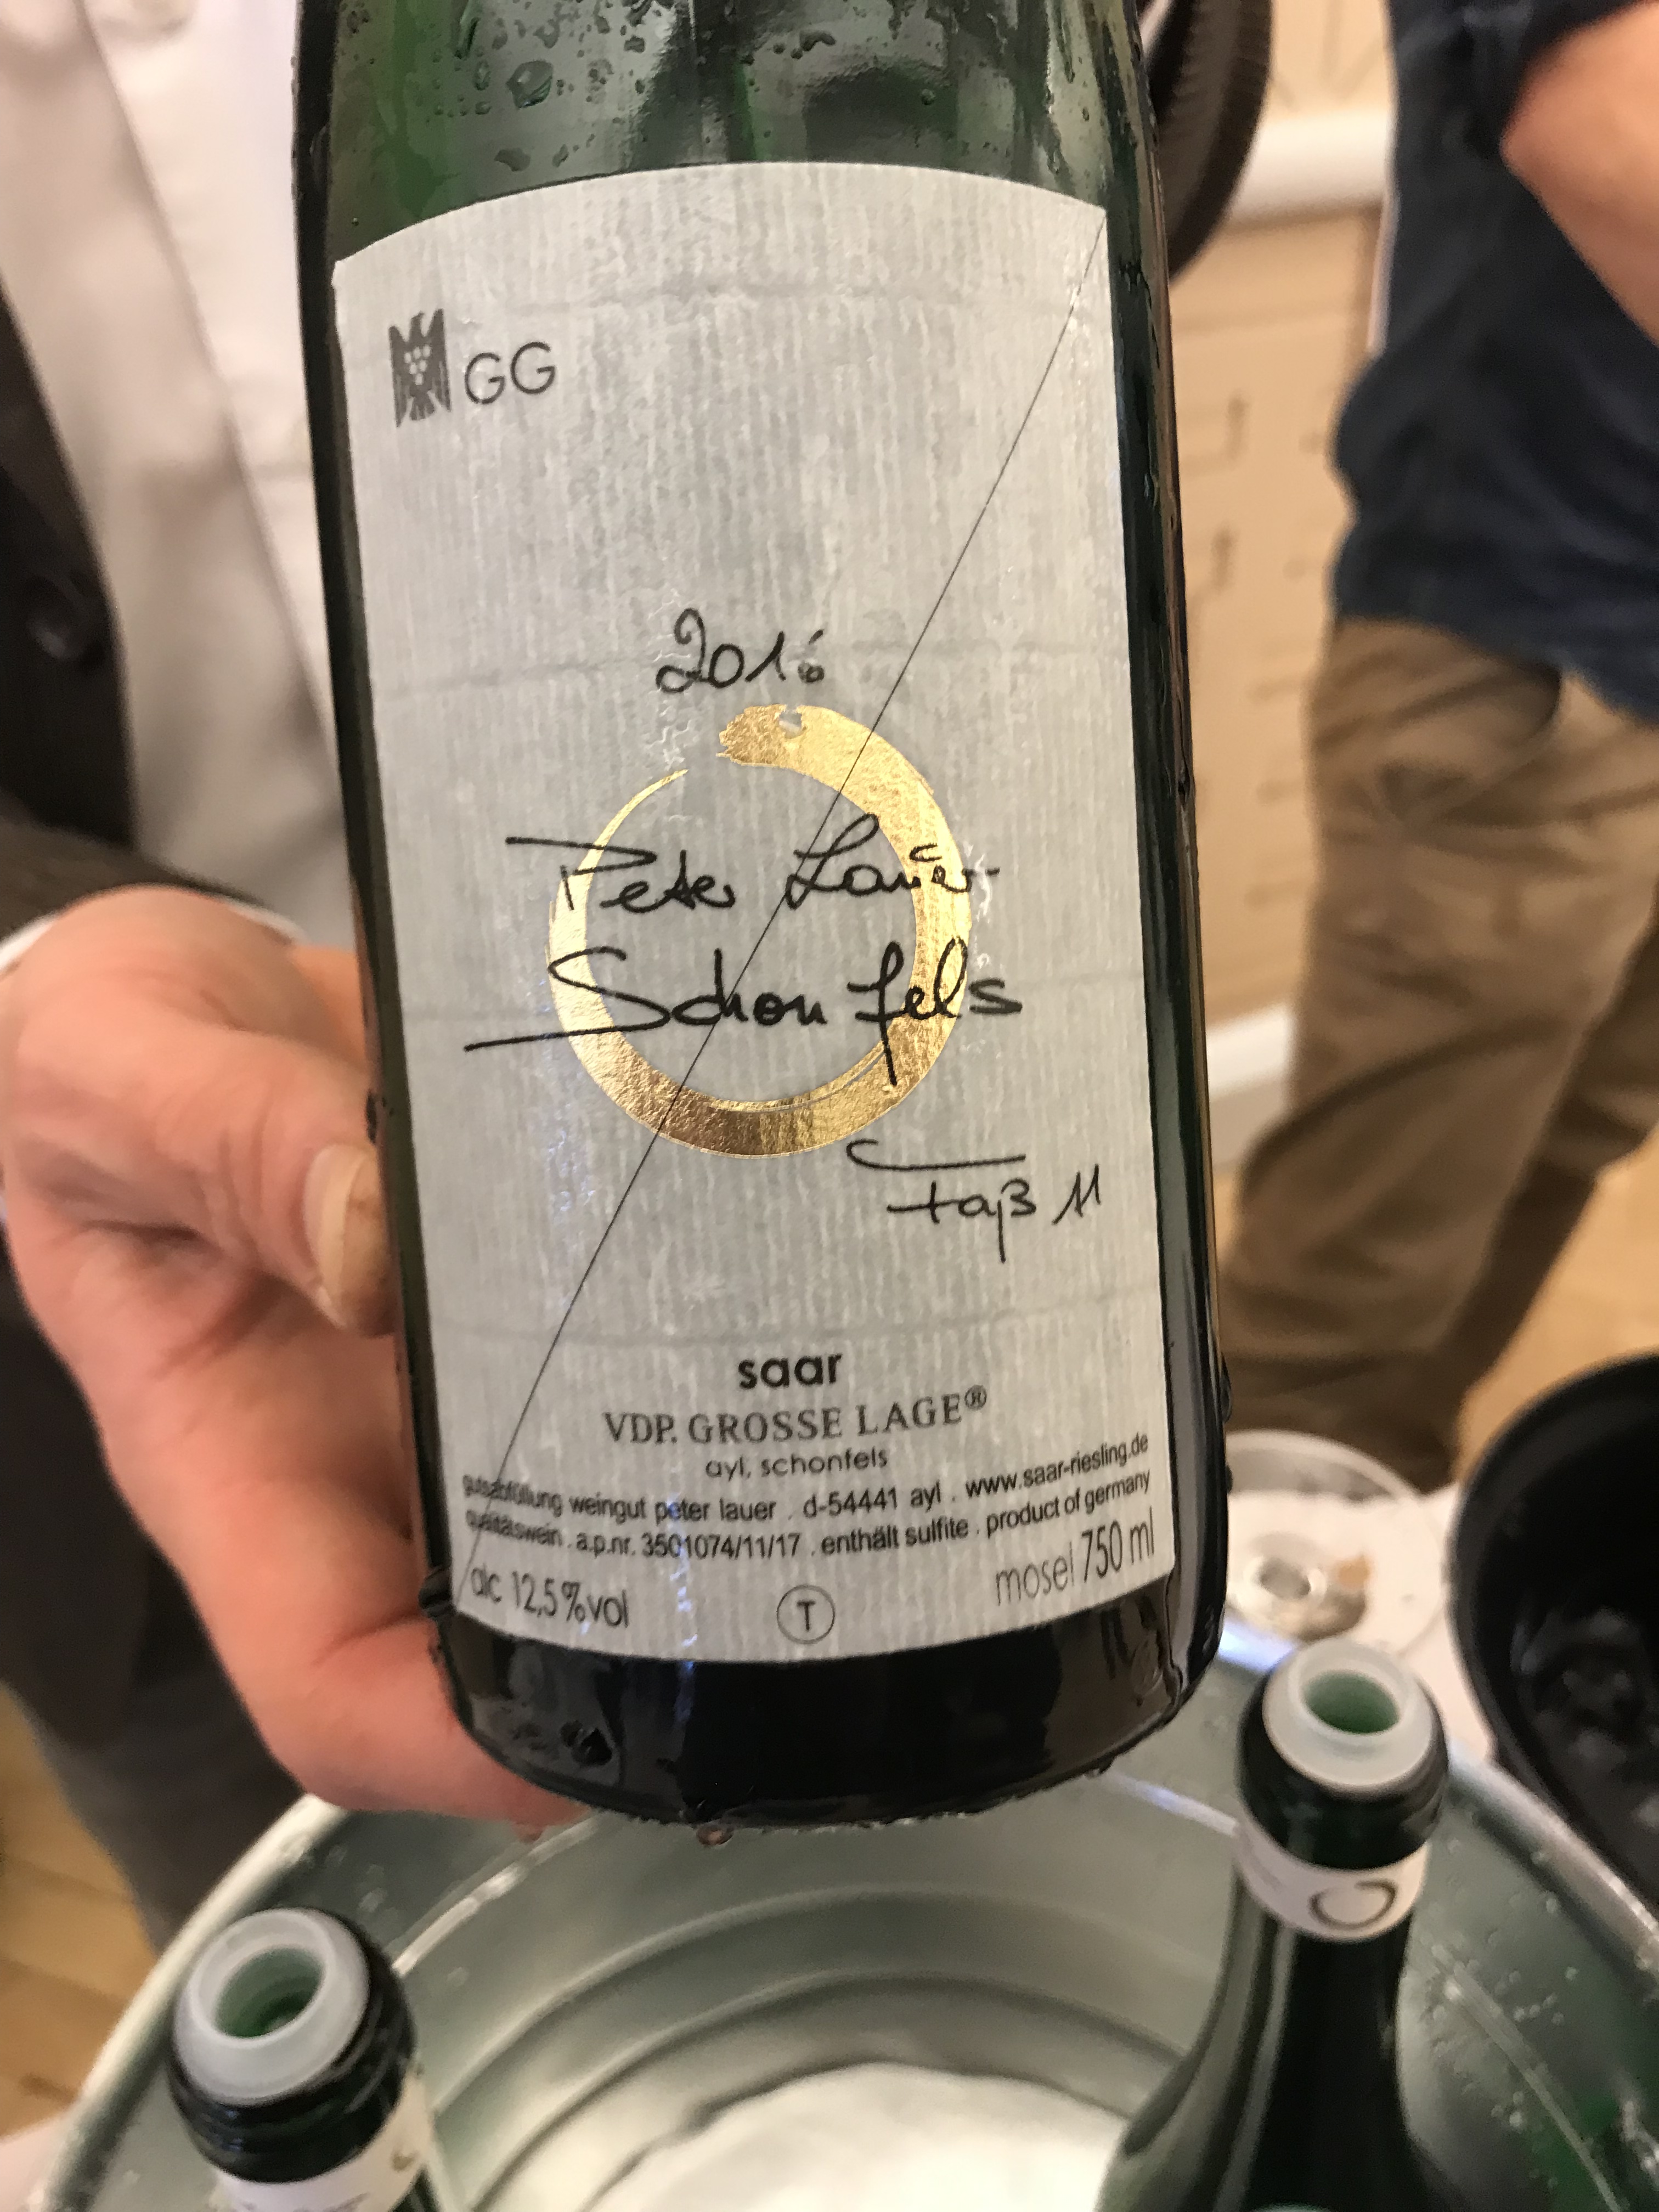 GG
2016
Peter Lauer
Schonfels
Faß 11
saar
VDP. GROSSE LAGE®
ayl, schonfels
gutsabfüllung weingut peter lauer . d-54441 ayl . www.saar-riesling.de
qualitätswein . a.p.nr. 3501074/11/17 . enthält sulfite . product of germany
alc 12,5%vol T mosel 750 ml